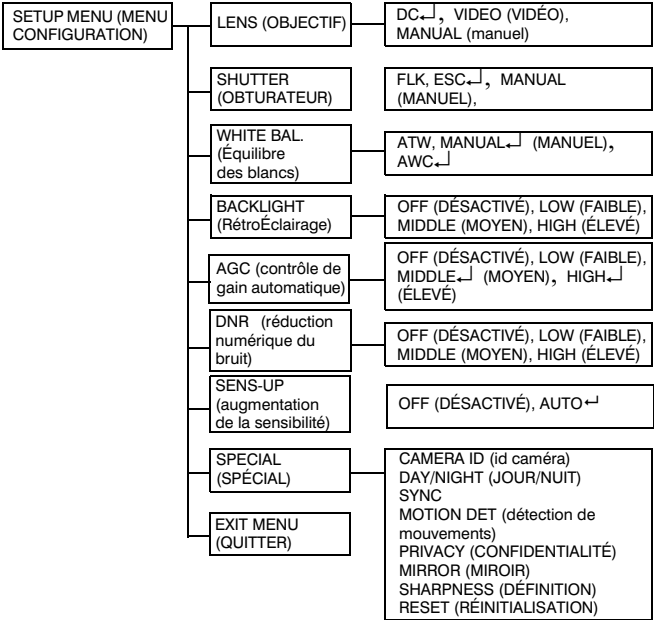 SETUP MENU (MENU
CONFIGURATION)
LENS (OBJECTIF)
DC↵, VIDEO (VIDÉO),
MANUAL (manuel)
SHUTTER
(OBTURATEUR)
FLK, ESC↵, MANUAL
(MANUEL),
WHITE BAL.
(Équilibre
des blancs)
ATW, MANUAL↵ (MANUEL),
AWC↵
BACKLIGHT
(RétroÉclairage)
OFF (DÉSACTIVÉ), LOW (FAIBLE),
MIDDLE (MOYEN), HIGH (ÉLEVÉ)
AGC (contrôle de
gain automatique)
OFF (DÉSACTIVÉ), LOW (FAIBLE),
MIDDLE↵ (MOYEN), HIGH↵
(ÉLEVÉ)
DNR (réduction
numérique du
bruit)
OFF (DÉSACTIVÉ), LOW (FAIBLE),
MIDDLE (MOYEN), HIGH (ÉLEVÉ)
SENS-UP
(augmentation
de la sensibilité)
OFF (DÉSACTIVÉ), AUTO↵
SPECIAL
(SPÉCIAL)
CAMERA ID (id caméra)
DAY/NIGHT (JOUR/NUIT)
SYNC
MOTION DET (détection de
mouvements)
PRIVACY (CONFIDENTIALITÉ)
MIRROR (MIROIR)
SHARPNESS (DÉFINITION)
RESET (RÉINITIALISATION)
EXIT MENU
(QUITTER)